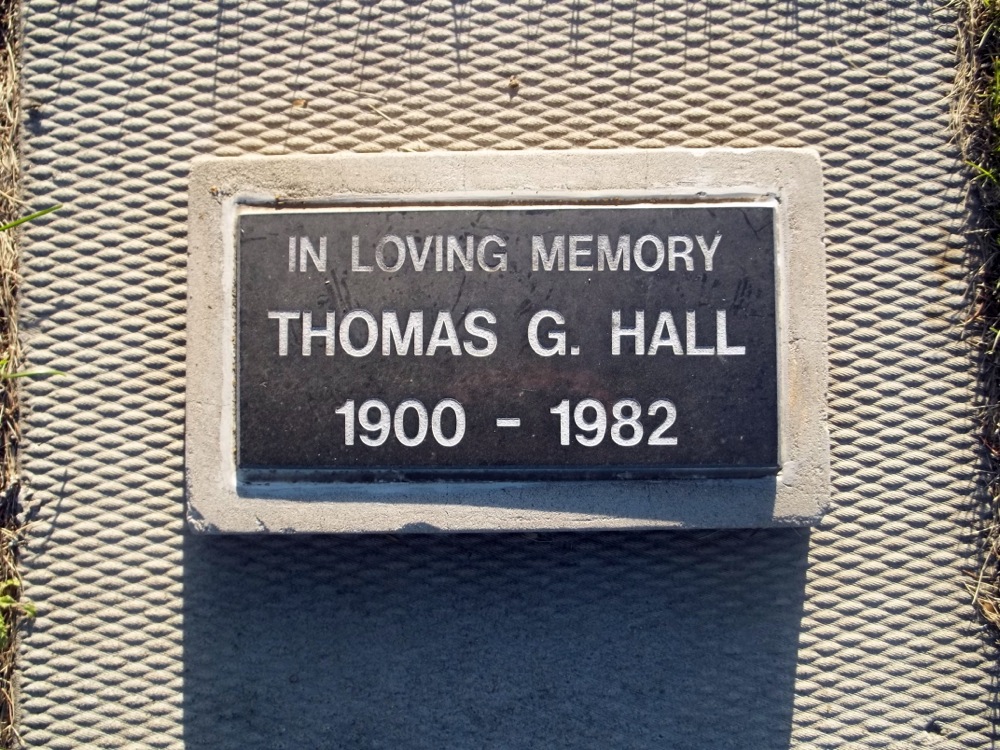 IN LOVING MEMORY
THOMAS G. HALL
1900 - 1982